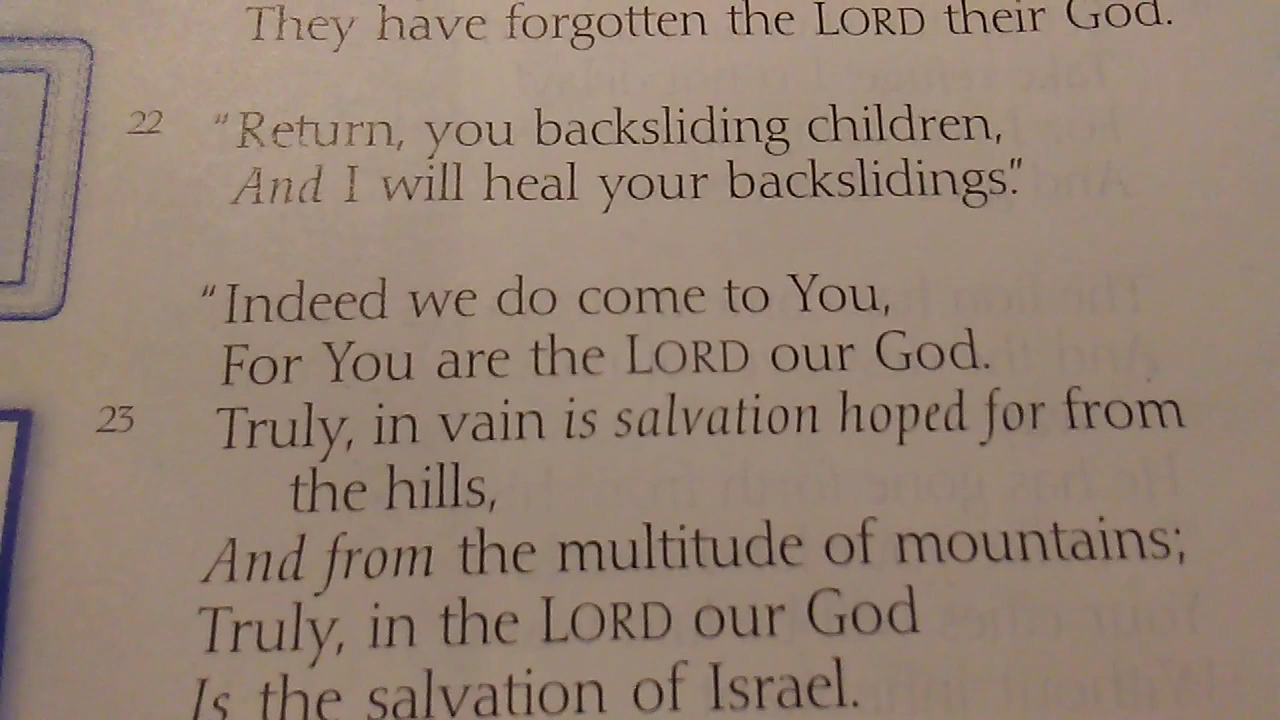 They have forgotten the LORD their God.
22 "Return, you backsliding children,
And I will heal your backslidings."
"Indeed we do come to You,
For You are the LORD our God.
23 Truly, in vain is salvation hoped for from
the hills,
And from the multitude of mountains;
Truly, in the LORD our God
Is the salvation of Israel.